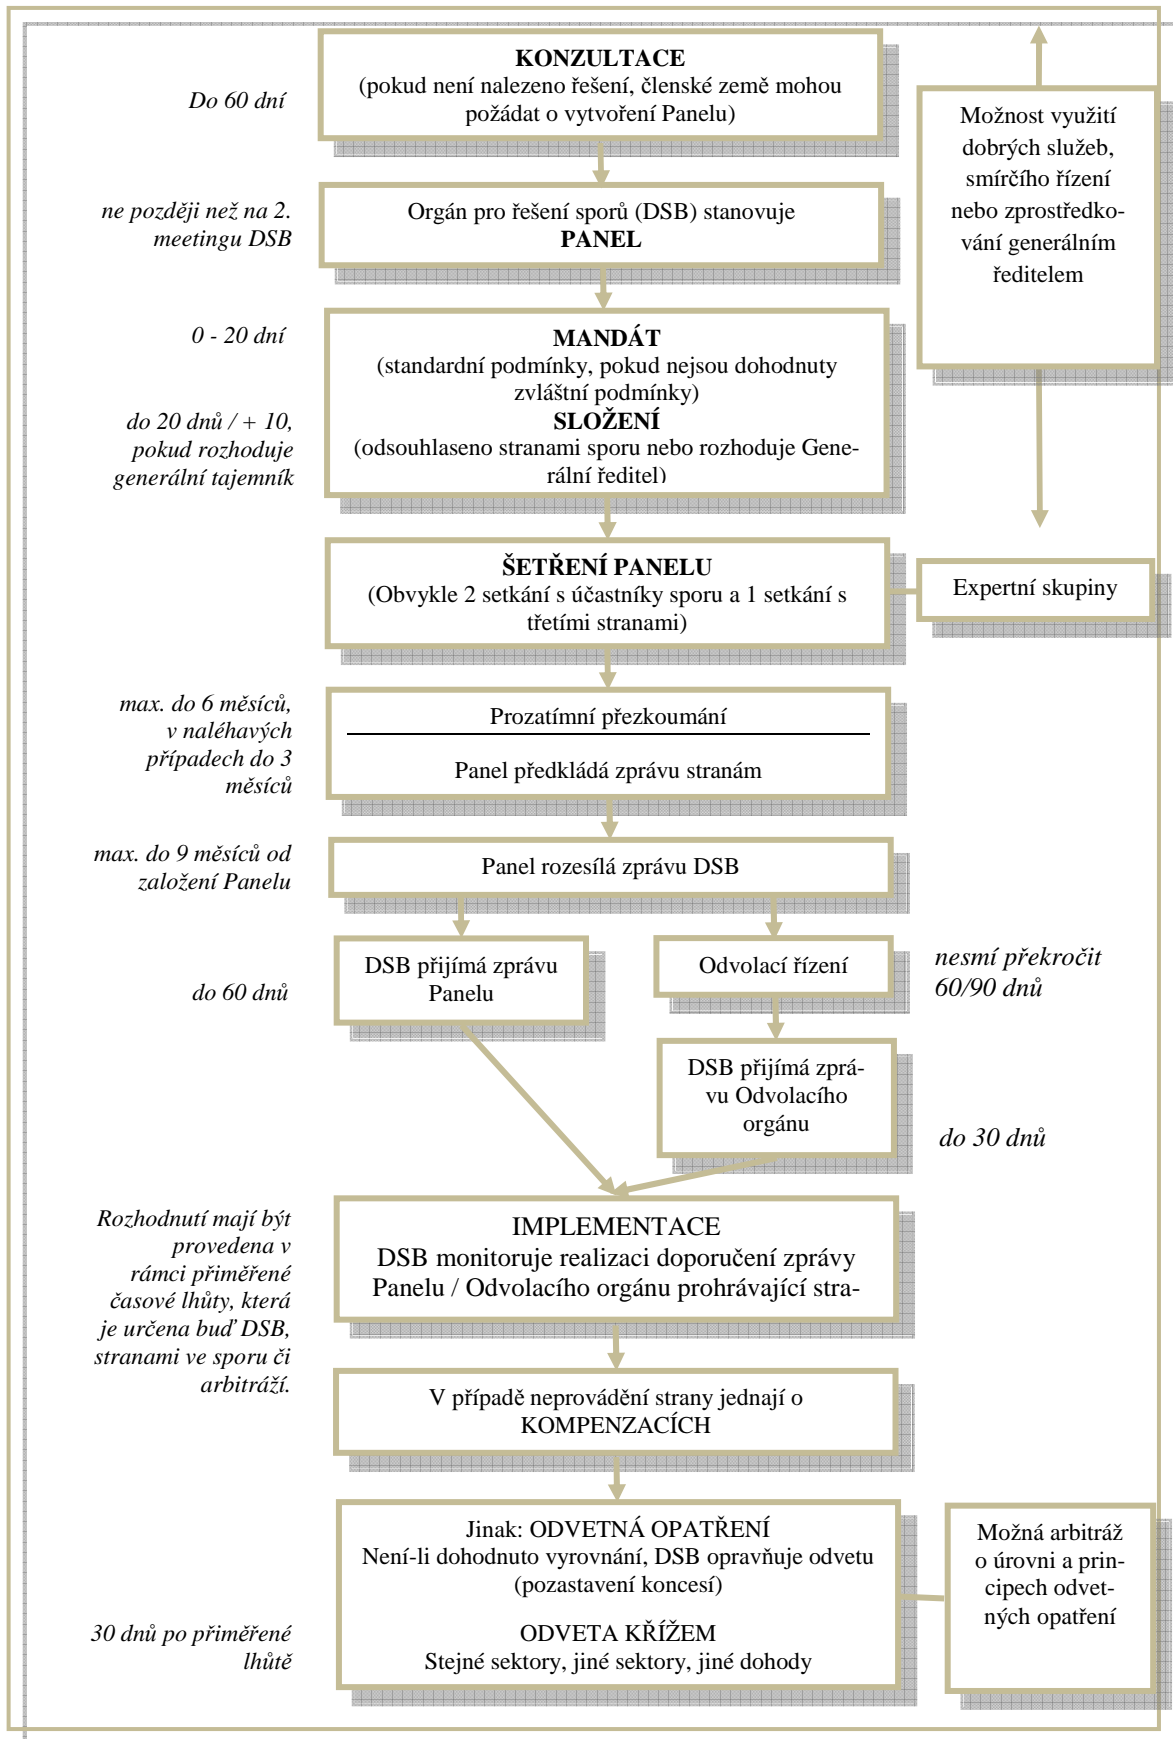 KONZULTACE
(pokud není nalezeno řešení, členské země mohou
požádat o vytvoření Panelu)
Do 60 dní
Možnost využití
dobrých služeb,
smírčího řízení
nebo zprostředko-
vání generálním
ředitelem
ne později než na 2.
meetingu DSB
Orgán pro řešení sporů (DSB) stanovuje
PANEL
0 - 20 dní
MANDÁT
(standardní podmínky, pokud nejsou dohodnuty
zvláštní podmínky)
SLOŽENÍ
(odsouhlaseno stranami sporu nebo rozhoduje Gene-
rální ředitel)
do 20 dnů / + 10,
pokud rozhoduje
generální tajemník
ŠETŘENÍ PANELU
(Obvykle 2 setkání s účastníky sporu a 1 setkání s
třetími stranami)
Expertní skupiny
max. do 6 měsíců,
v naléhavých
případech do 3
měsíců
Prozatímní přezkoumání
Panel předkládá zprávu stranám
max. do 9 měsíců od
založení Panelu
Panel rozesílá zprávu DSB
do 60 dnů
DSB přijímá zprávu
Panelu
Odvolací řízení
nesmí překročit
60/90 dnů
DSB přijímá zprá-
vu Odvolacího
orgánu
do 30 dnů
Rozhodnutí mají být
provedena v
rámci přiměřené
časové lhůty, která
je určena buď DSB,
stranami ve sporu či
arbitráží.
IMPLEMENTACE
DSB monitoruje realizaci doporučení zprávy
Panelu / Odvolacího orgánu prohrávající stra-
V případě neprovádění strany jednají o
KOMPENZACÍCH
Jinak: ODVETNÁ OPATŘENÍ
Není-li dohodnuto vyrovnání, DSB opravňuje odvetu
(pozastavení koncesí)
ODVETA KŘÍŽEM
Stejné sektory, jiné sektory, jiné dohody
30 dnů po přiměřené
lhůtě
Možná arbitráž
o úrovni a prin-
cipech odvet-
ných opatření